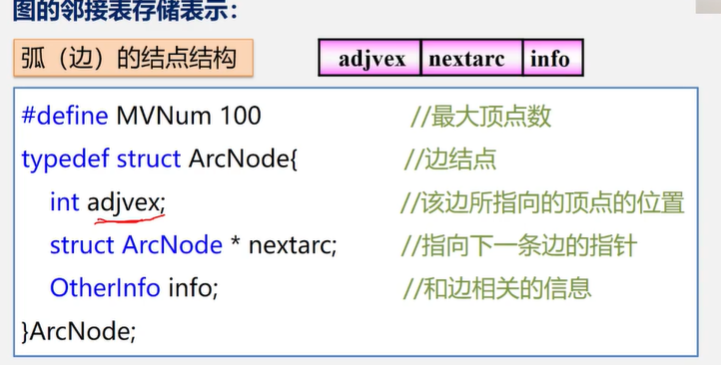 图的邻接表存储表示：
弧（边）的结点结构 adjvex nextarc info
#define MVNum 100 //最大顶点数
typedef struct ArcNode{ //边结点
int adjvex; //该边所指向的顶点的位置
struct ArcNode * nextarc; //指向下一条边的指针
OtherInfo info; //和边相关的信息
}ArcNode;